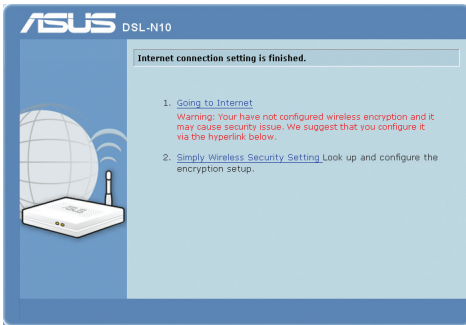 ASUS DSL-N10
Internet connection setting is finished.
1. Going to Internet
Warning: Your have not configured wireless encryption and it
may cause security issue. We suggest that you configure it
via the hyperlink below.
2. Simply Wireless Security Setting Look up and configure the
encryption setup.
ASUS